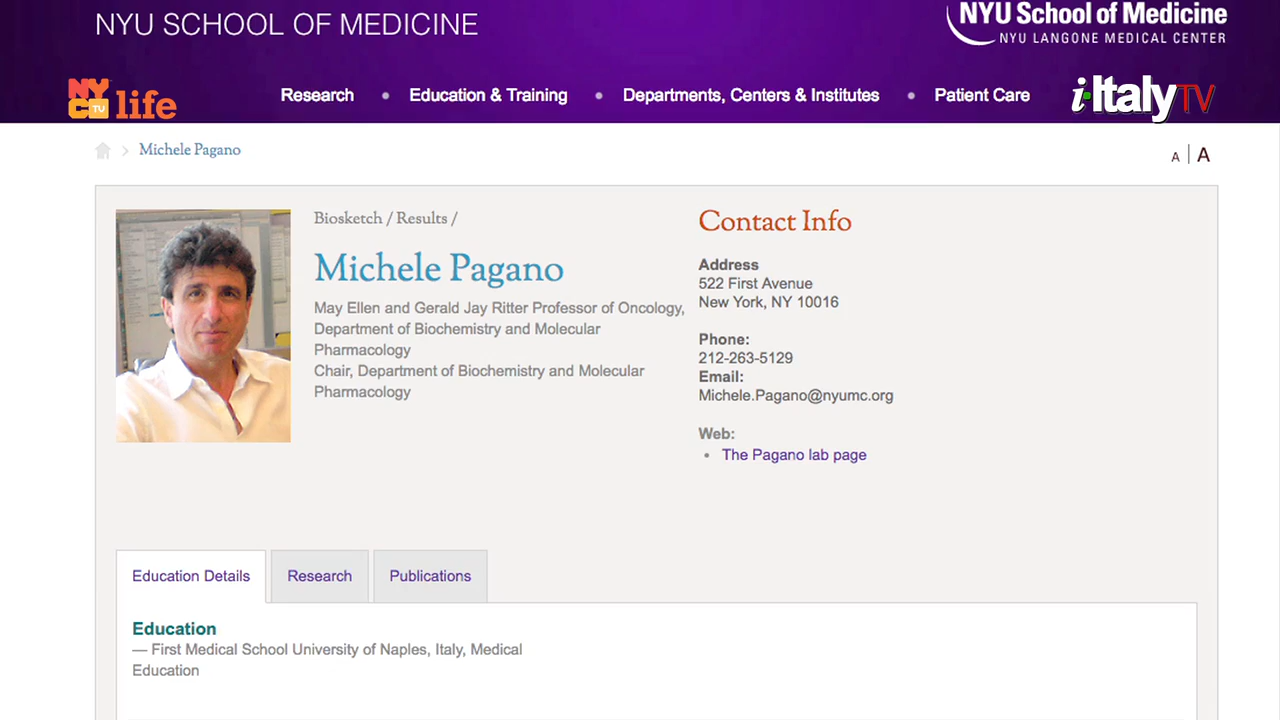 NYU SCHOOL OF MEDICINE
NYU School of Medicine
NYU LANGONE MEDICAL CENTER
NYC TV life
Research • Education & Training • Departments, Centers & Institutes • Patient Care
i-ItalyTV
Michele Pagano
A | A
Biosketch / Results /
Michele Pagano
May Ellen and Gerald Jay Ritter Professor of Oncology,
Department of Biochemistry and Molecular
Pharmacology
Chair, Department of Biochemistry and Molecular
Pharmacology
Contact Info
Address
522 First Avenue
New York, NY 10016
Phone:
212-263-5129
Email:
Michele.Pagano@nyumc.org
Web:
• The Pagano lab page
Education Details
Research
Publications
Education
— First Medical School University of Naples, Italy, Medical
Education